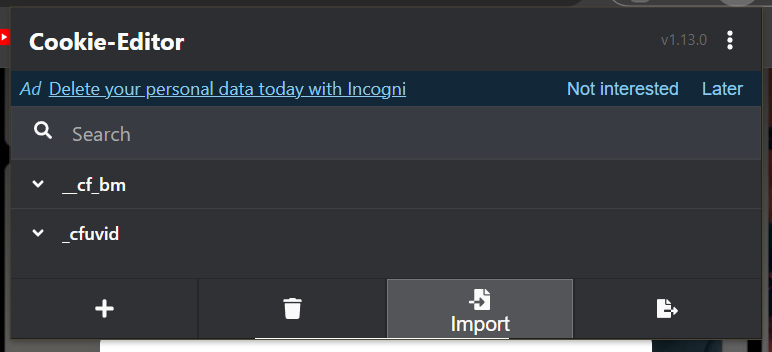 Cookie-Editor
v1.13.0
Ad Delete your personal data today with Incogni
Not interested Later
Search
__cf_bm
_cfuvid
Import